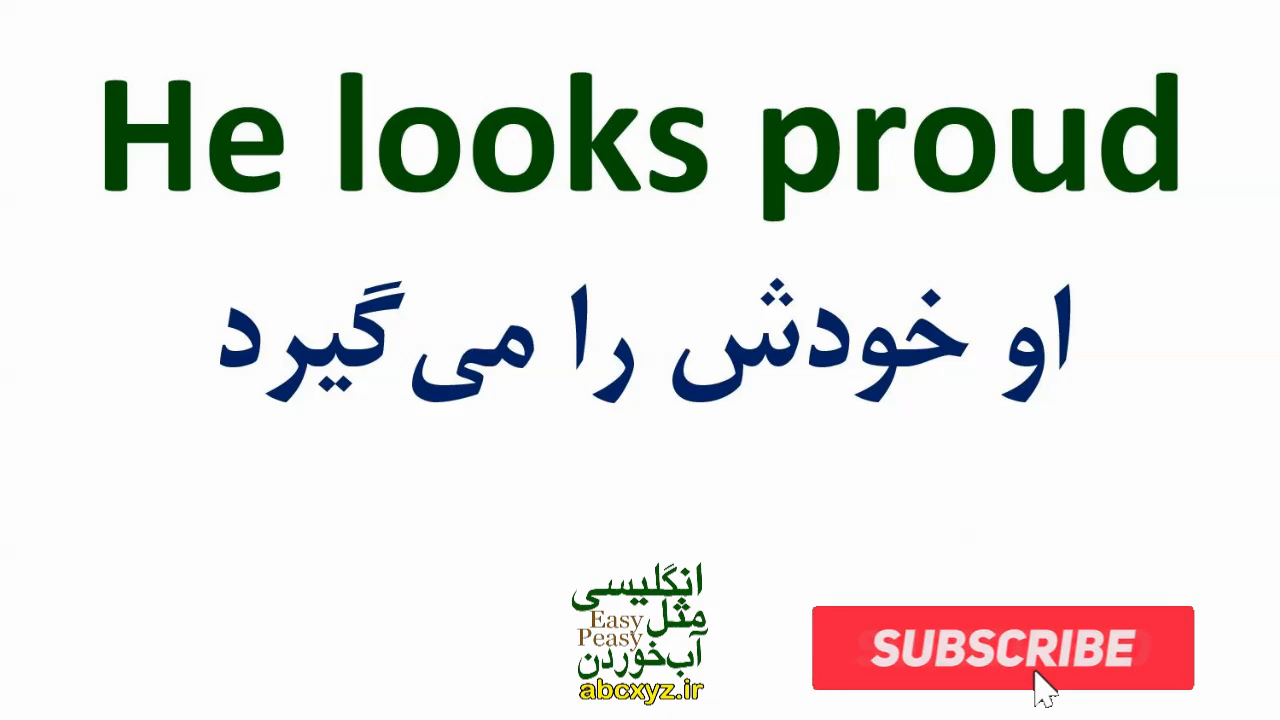 He looks proud
او خودش را می‌گیرد
انگلیسی
مثل
Easy
Peasy
آب‌خوردن
abcxyz.ir
SUBSCRIBE